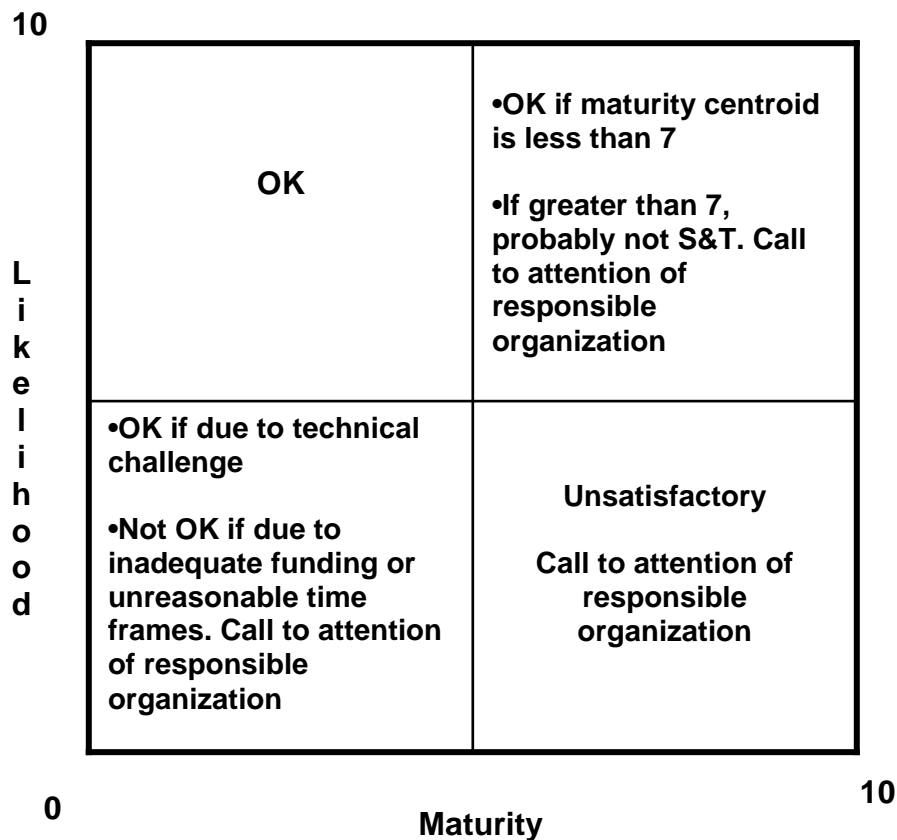 10
OK
•OK if maturity centroid
is less than 7
•If greater than 7,
probably not S&T. Call
to attention of
responsible
organization
Likelihood
•OK if due to technical
challenge
•Not OK if due to
inadequate funding or
unreasonable time
frames. Call to attention
of responsible
organization
Unsatisfactory
Call to attention of
responsible
organization
0
Maturity
10